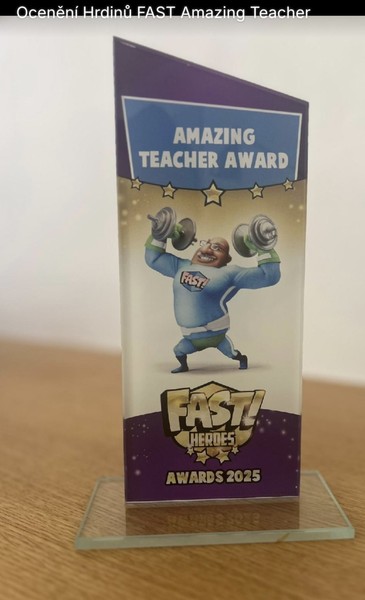 Ocenění Hrdinů FAST Amazing Teacher
AMAZING
TEACHER AWARD
FAST!
FAST!
HEROES
AWARDS 2025